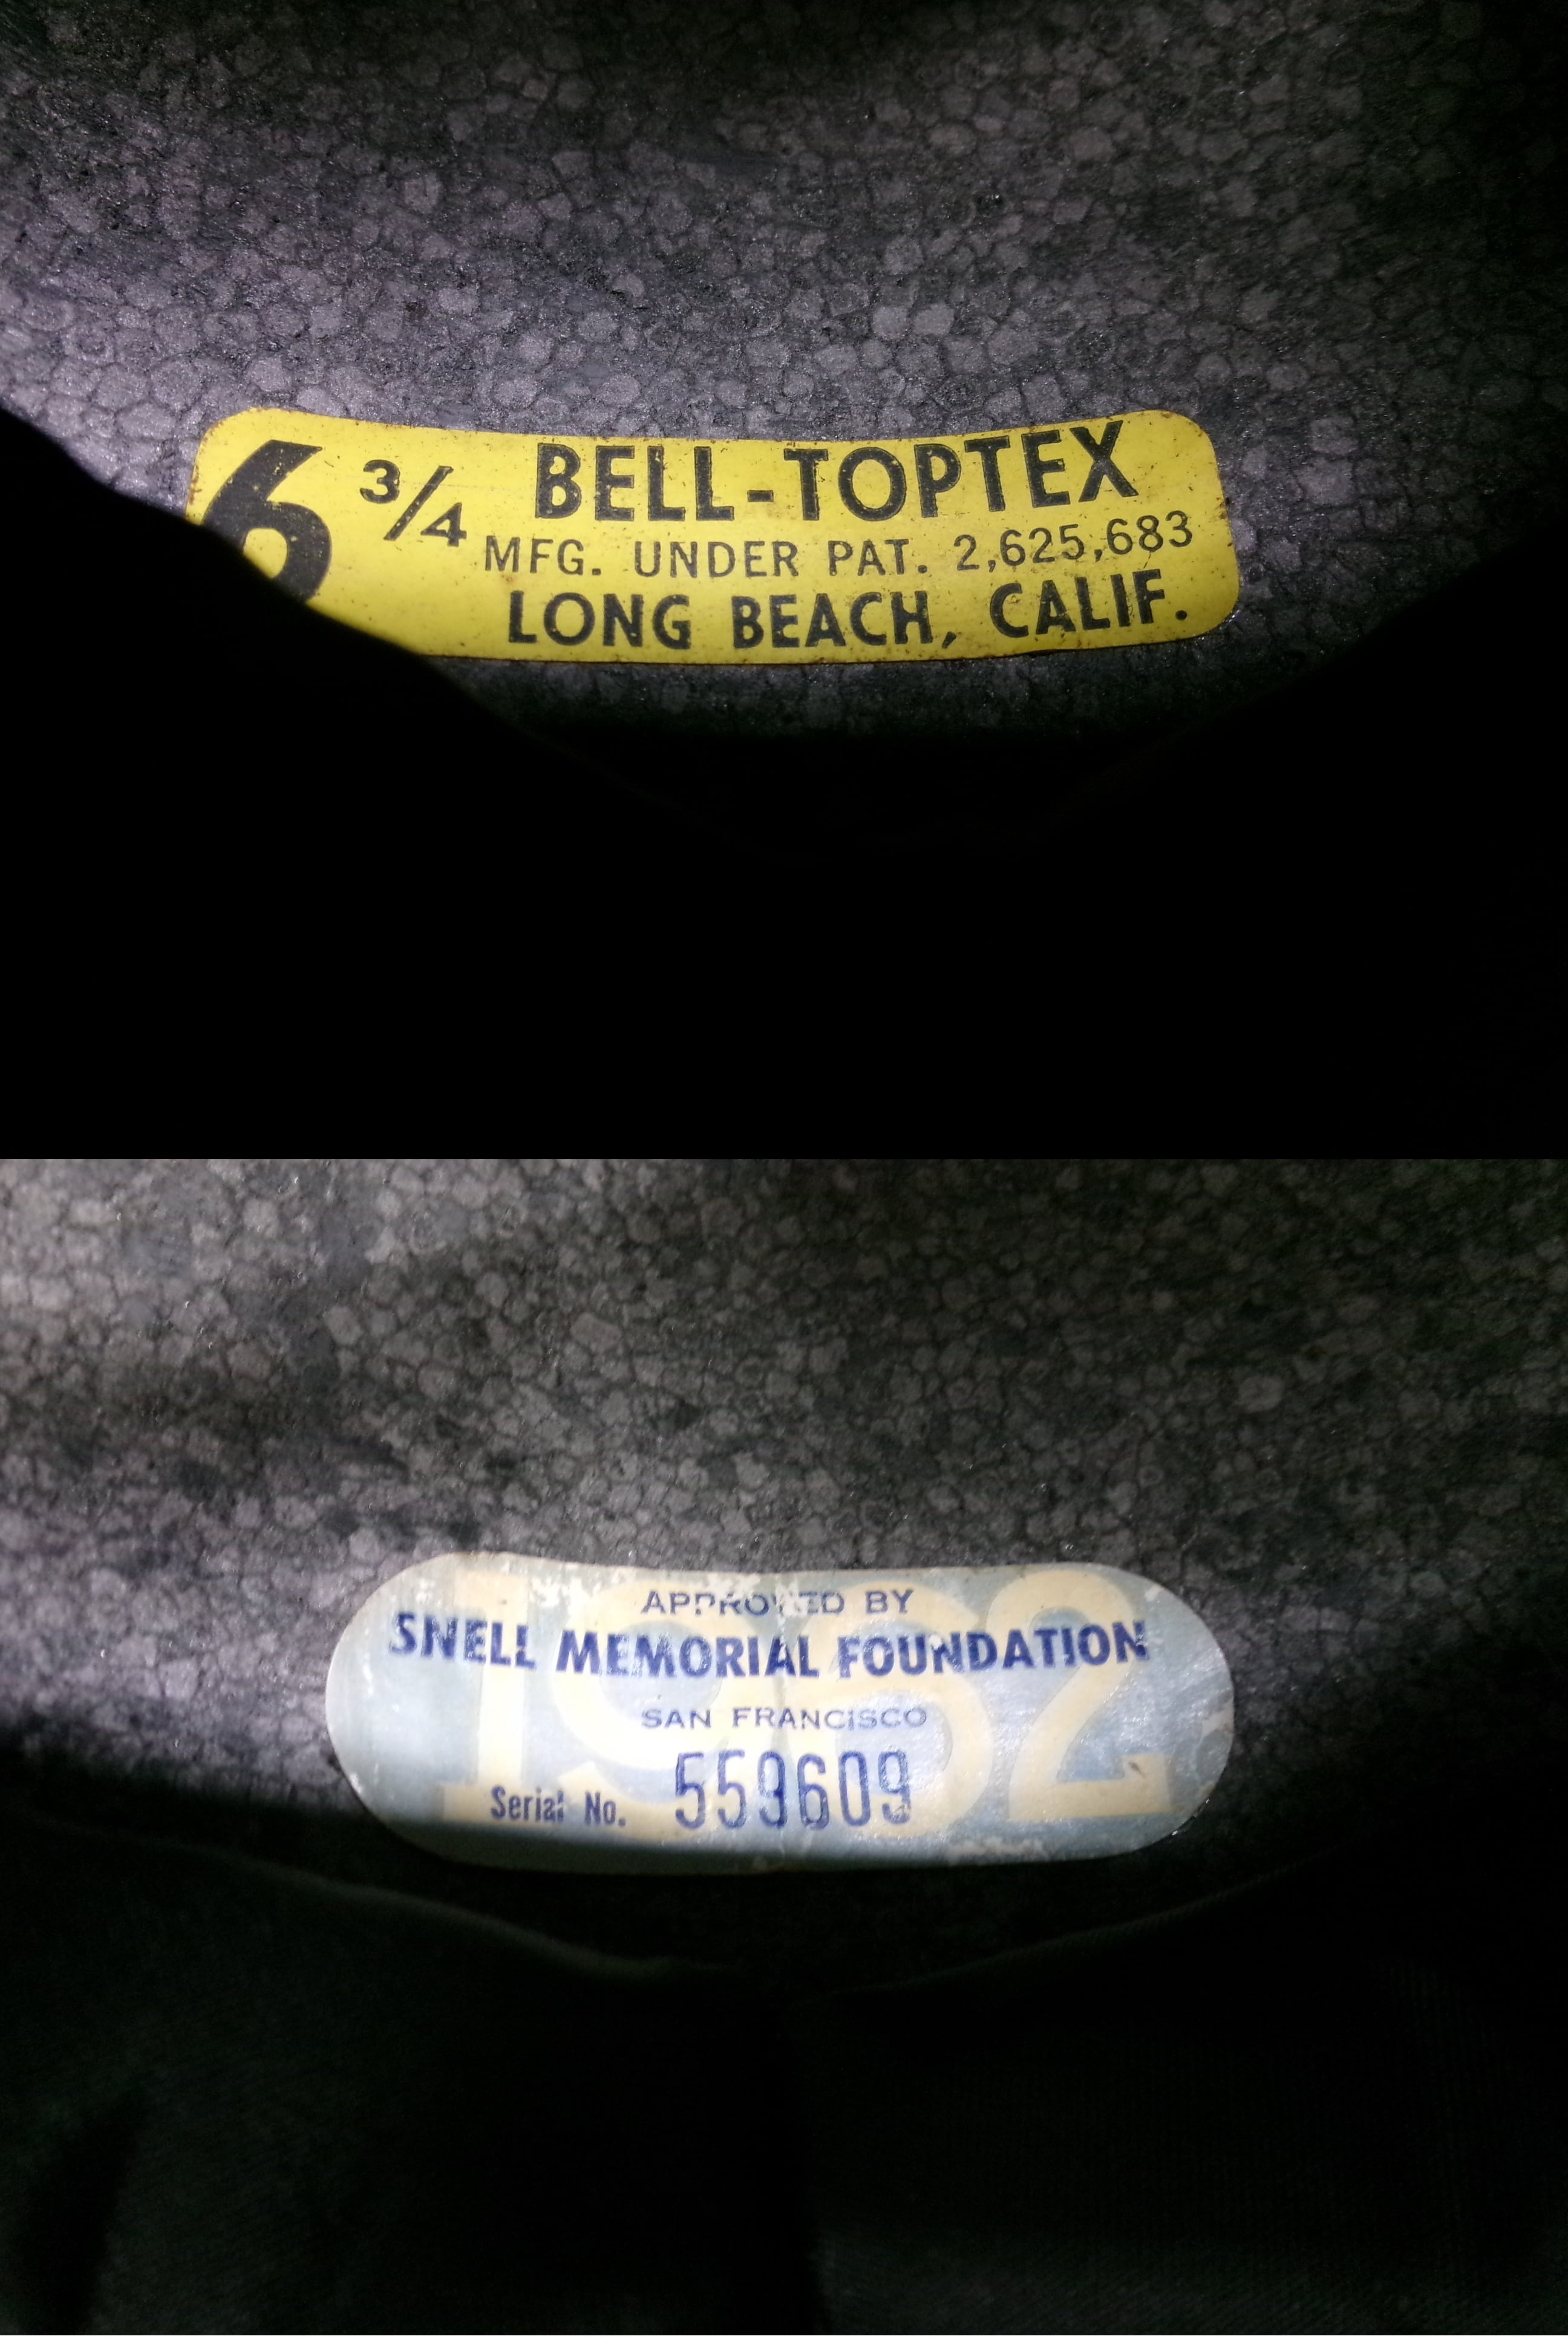 6 3/4 BELL-TOPTEX
MFG. UNDER PAT. 2,625,683
LONG BEACH, CALIF.
1962
APPROVED BY
SNELL MEMORIAL FOUNDATION
SAN FRANCISCO
Serial No. 559609